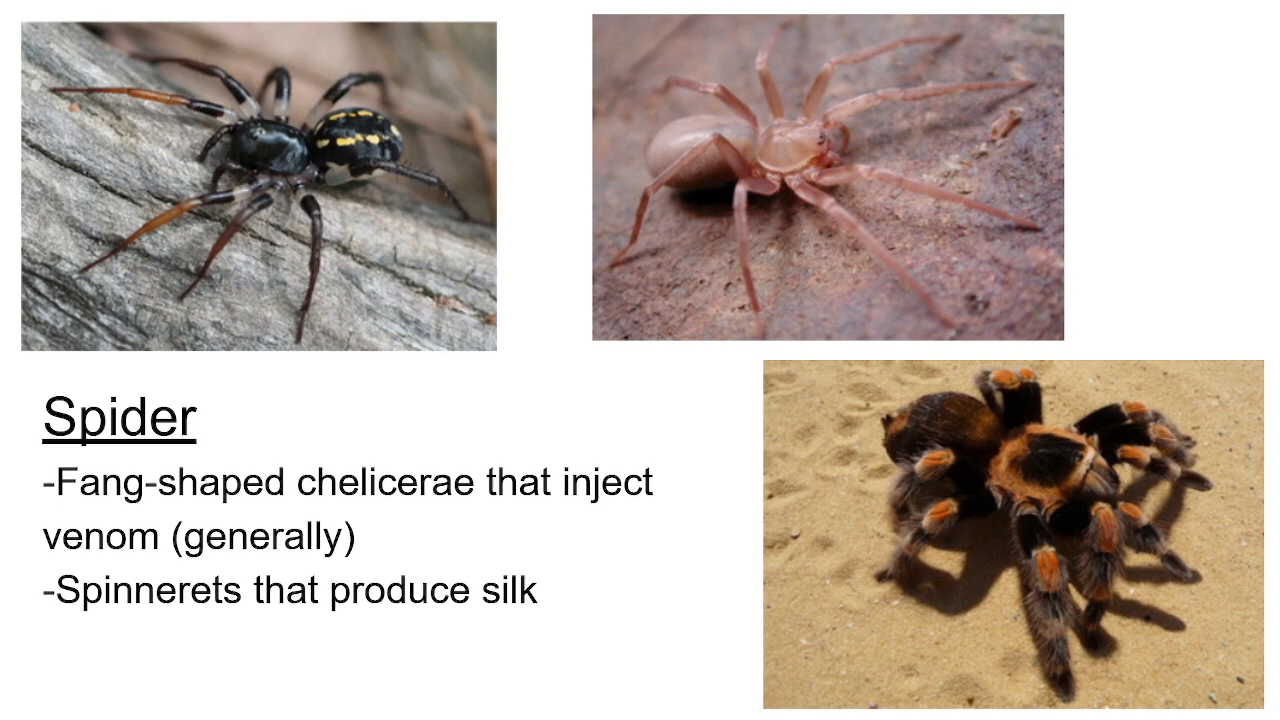 Spider
-Fang-shaped chelicerae that inject
venom (generally)
-Spinnerets that produce silk